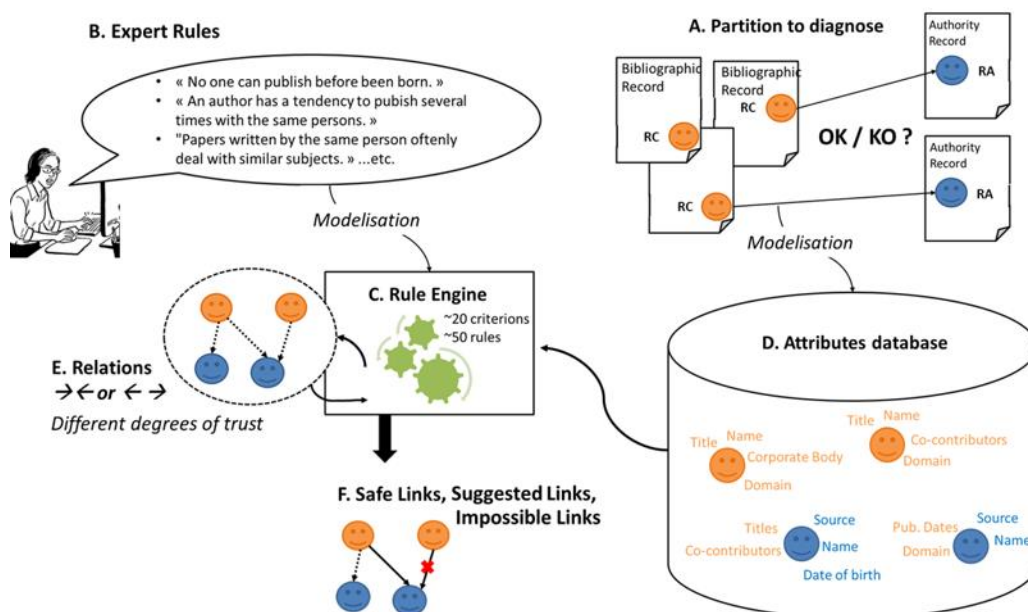 B. Expert Rules
• « No one can publish before been born. »
• « An author has a tendency to pubish several
times with the same persons. »
• "Papers written by the same person oftenly
deal with similar subjects. » ...etc.
Modelisation
A. Partition to diagnose
Bibliographic
Record
RC
Bibliographic
Record
RC
RC
Authority
Record
RA
OK / KO ?
Authority
Record
RA
Modelisation
C. Rule Engine
~20 criterions
~50 rules
E. Relations
→← or ← →
Different degrees of trust
D. Attributes database
Title
Name
Corporate Body
Domain
Title
Name
Co-contributors
Domain
Titles
Co-contributors
Source
Name
Date of birth
Pub. Dates
Domain
Source
Name
F. Safe Links, Suggested Links,
Impossible Links